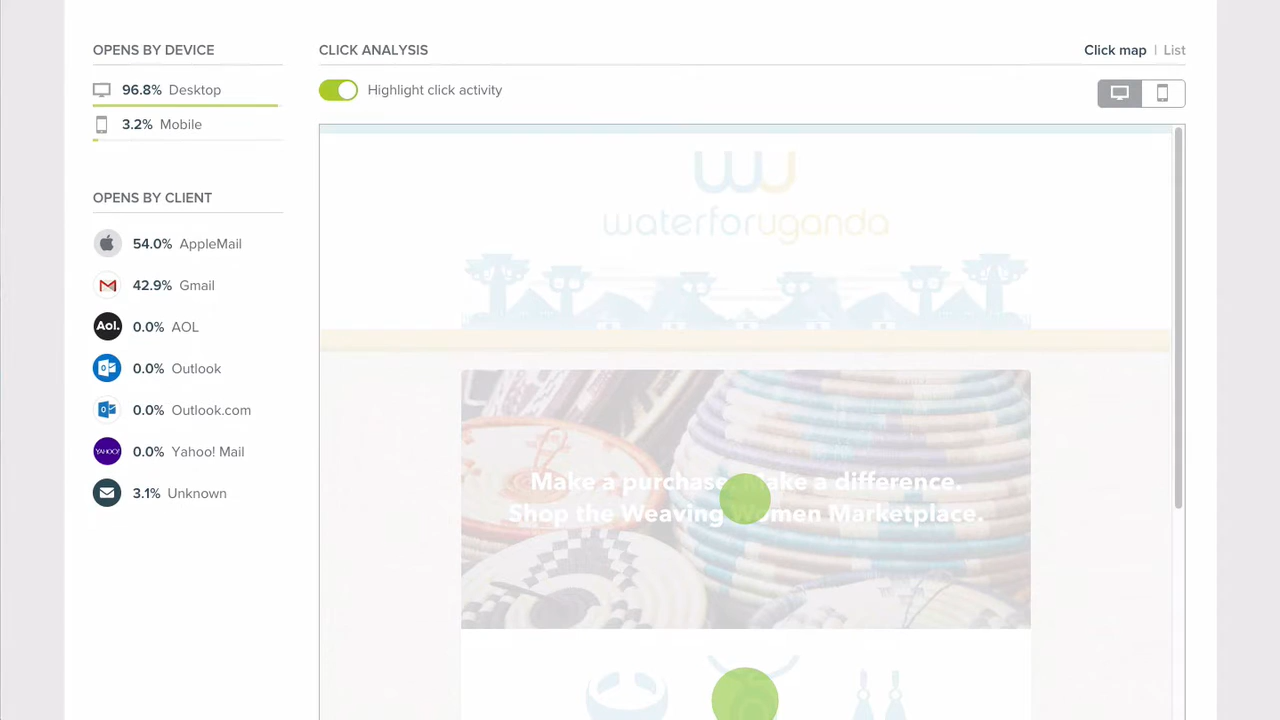 OPENS BY DEVICE
96.8% Desktop
3.2% Mobile
OPENS BY CLIENT
54.0% AppleMail
42.9% Gmail
Aol. 0.0% AOL
0.0% Outlook
0.0% Outlook.com
YAHOO! 0.0% Yahoo! Mail
3.1% Unknown
CLICK ANALYSIS
Click map | List
Highlight click activity
waterforuganda
Make a purchase. Make a difference.
Shop the Weaving Women Marketplace.